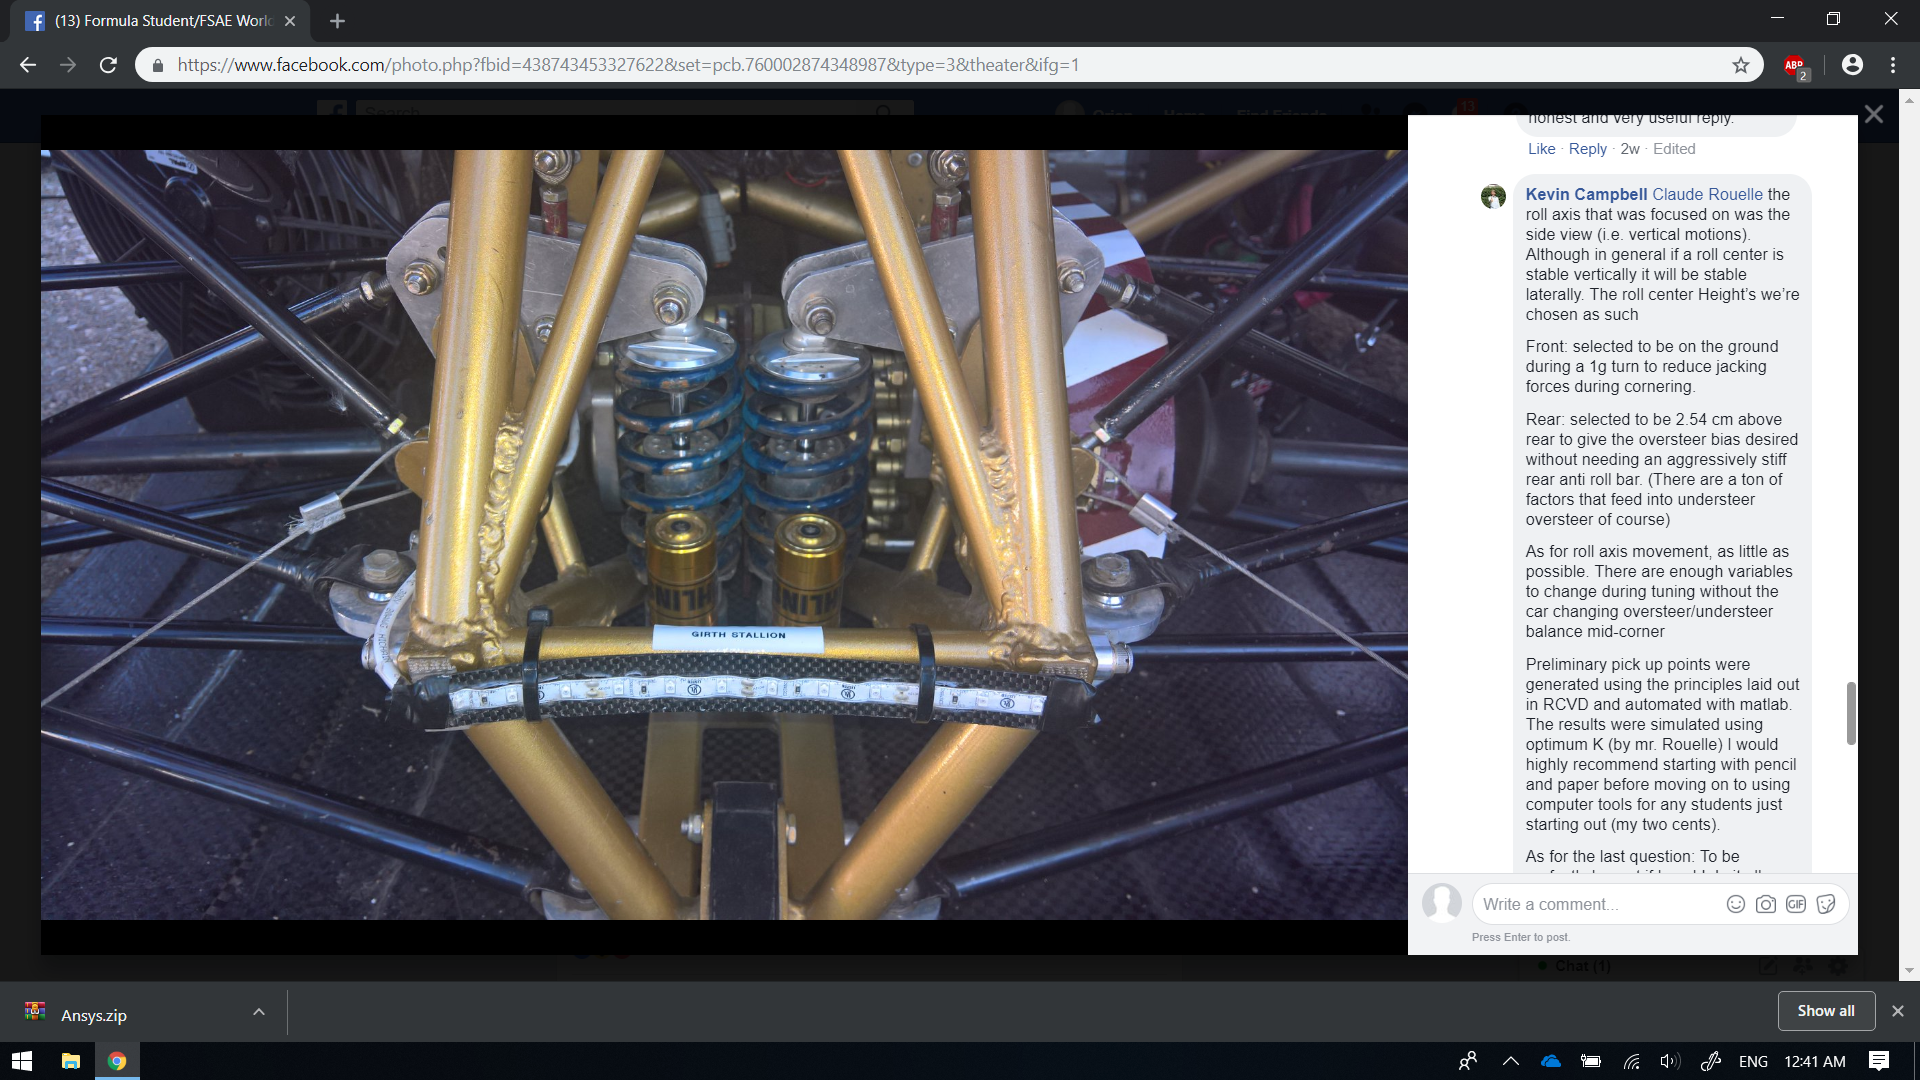 (13) Formula Student/FSAE World
https://www.facebook.com/photo.php?fbid=438743453327622&set=pcb.760002874348987&type=3&theater&ifg=1
ABP
2
Search
Home
Find Friends
13
honest and very useful reply.
Like · Reply · 2w · Edited
Kevin Campbell Claude Rouelle the
roll axis that was focused on was the
side view (i.e. vertical motions).
Although in general if a roll center is
stable vertically it will be stable
laterally. The roll center Height's we're
chosen as such
Front: selected to be on the ground
during a 1g turn to reduce jacking
forces during cornering.
Rear: selected to be 2.54 cm above
rear to give the oversteer bias desired
without needing an aggressively stiff
rear anti roll bar. (There are a ton of
factors that feed into understeer
oversteer of course)
As for roll axis movement, as little as
possible. There are enough variables
to change during tuning without the
car changing oversteer/understeer
balance mid-corner
Preliminary pick up points were
generated using the principles laid out
in RCVD and automated with matlab.
The results were simulated using
optimum K (by mr. Rouelle) I would
highly recommend starting with pencil
and paper before moving on to using
computer tools for any students just
starting out (my two cents).
As for the last question: To be
GIRTH STALLION
Write a comment...
GIF
Press Enter to post.
Chat (1)
Ansys.zip
Show all
ENG
12:41 AM